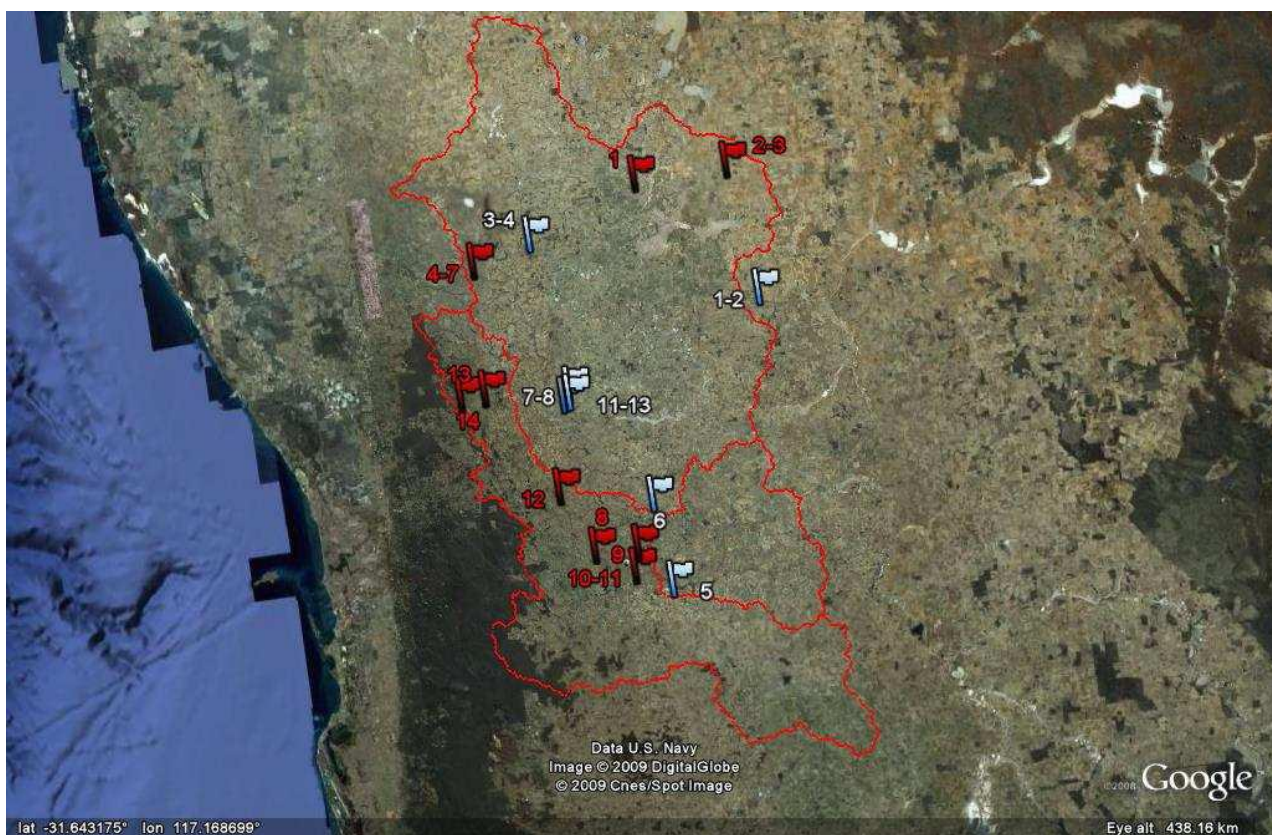 1
2-3
3-4
4-7
1-2
13
7-8
11-13
14
12
6
8
9
10-11
5
Data U.S. Navy
Image © 2009 DigitalGlobe
© 2009 Cnes/Spot Image
©2008 Google™
lat -31.643175° lon 117.168699°
Eye alt 438.16 km